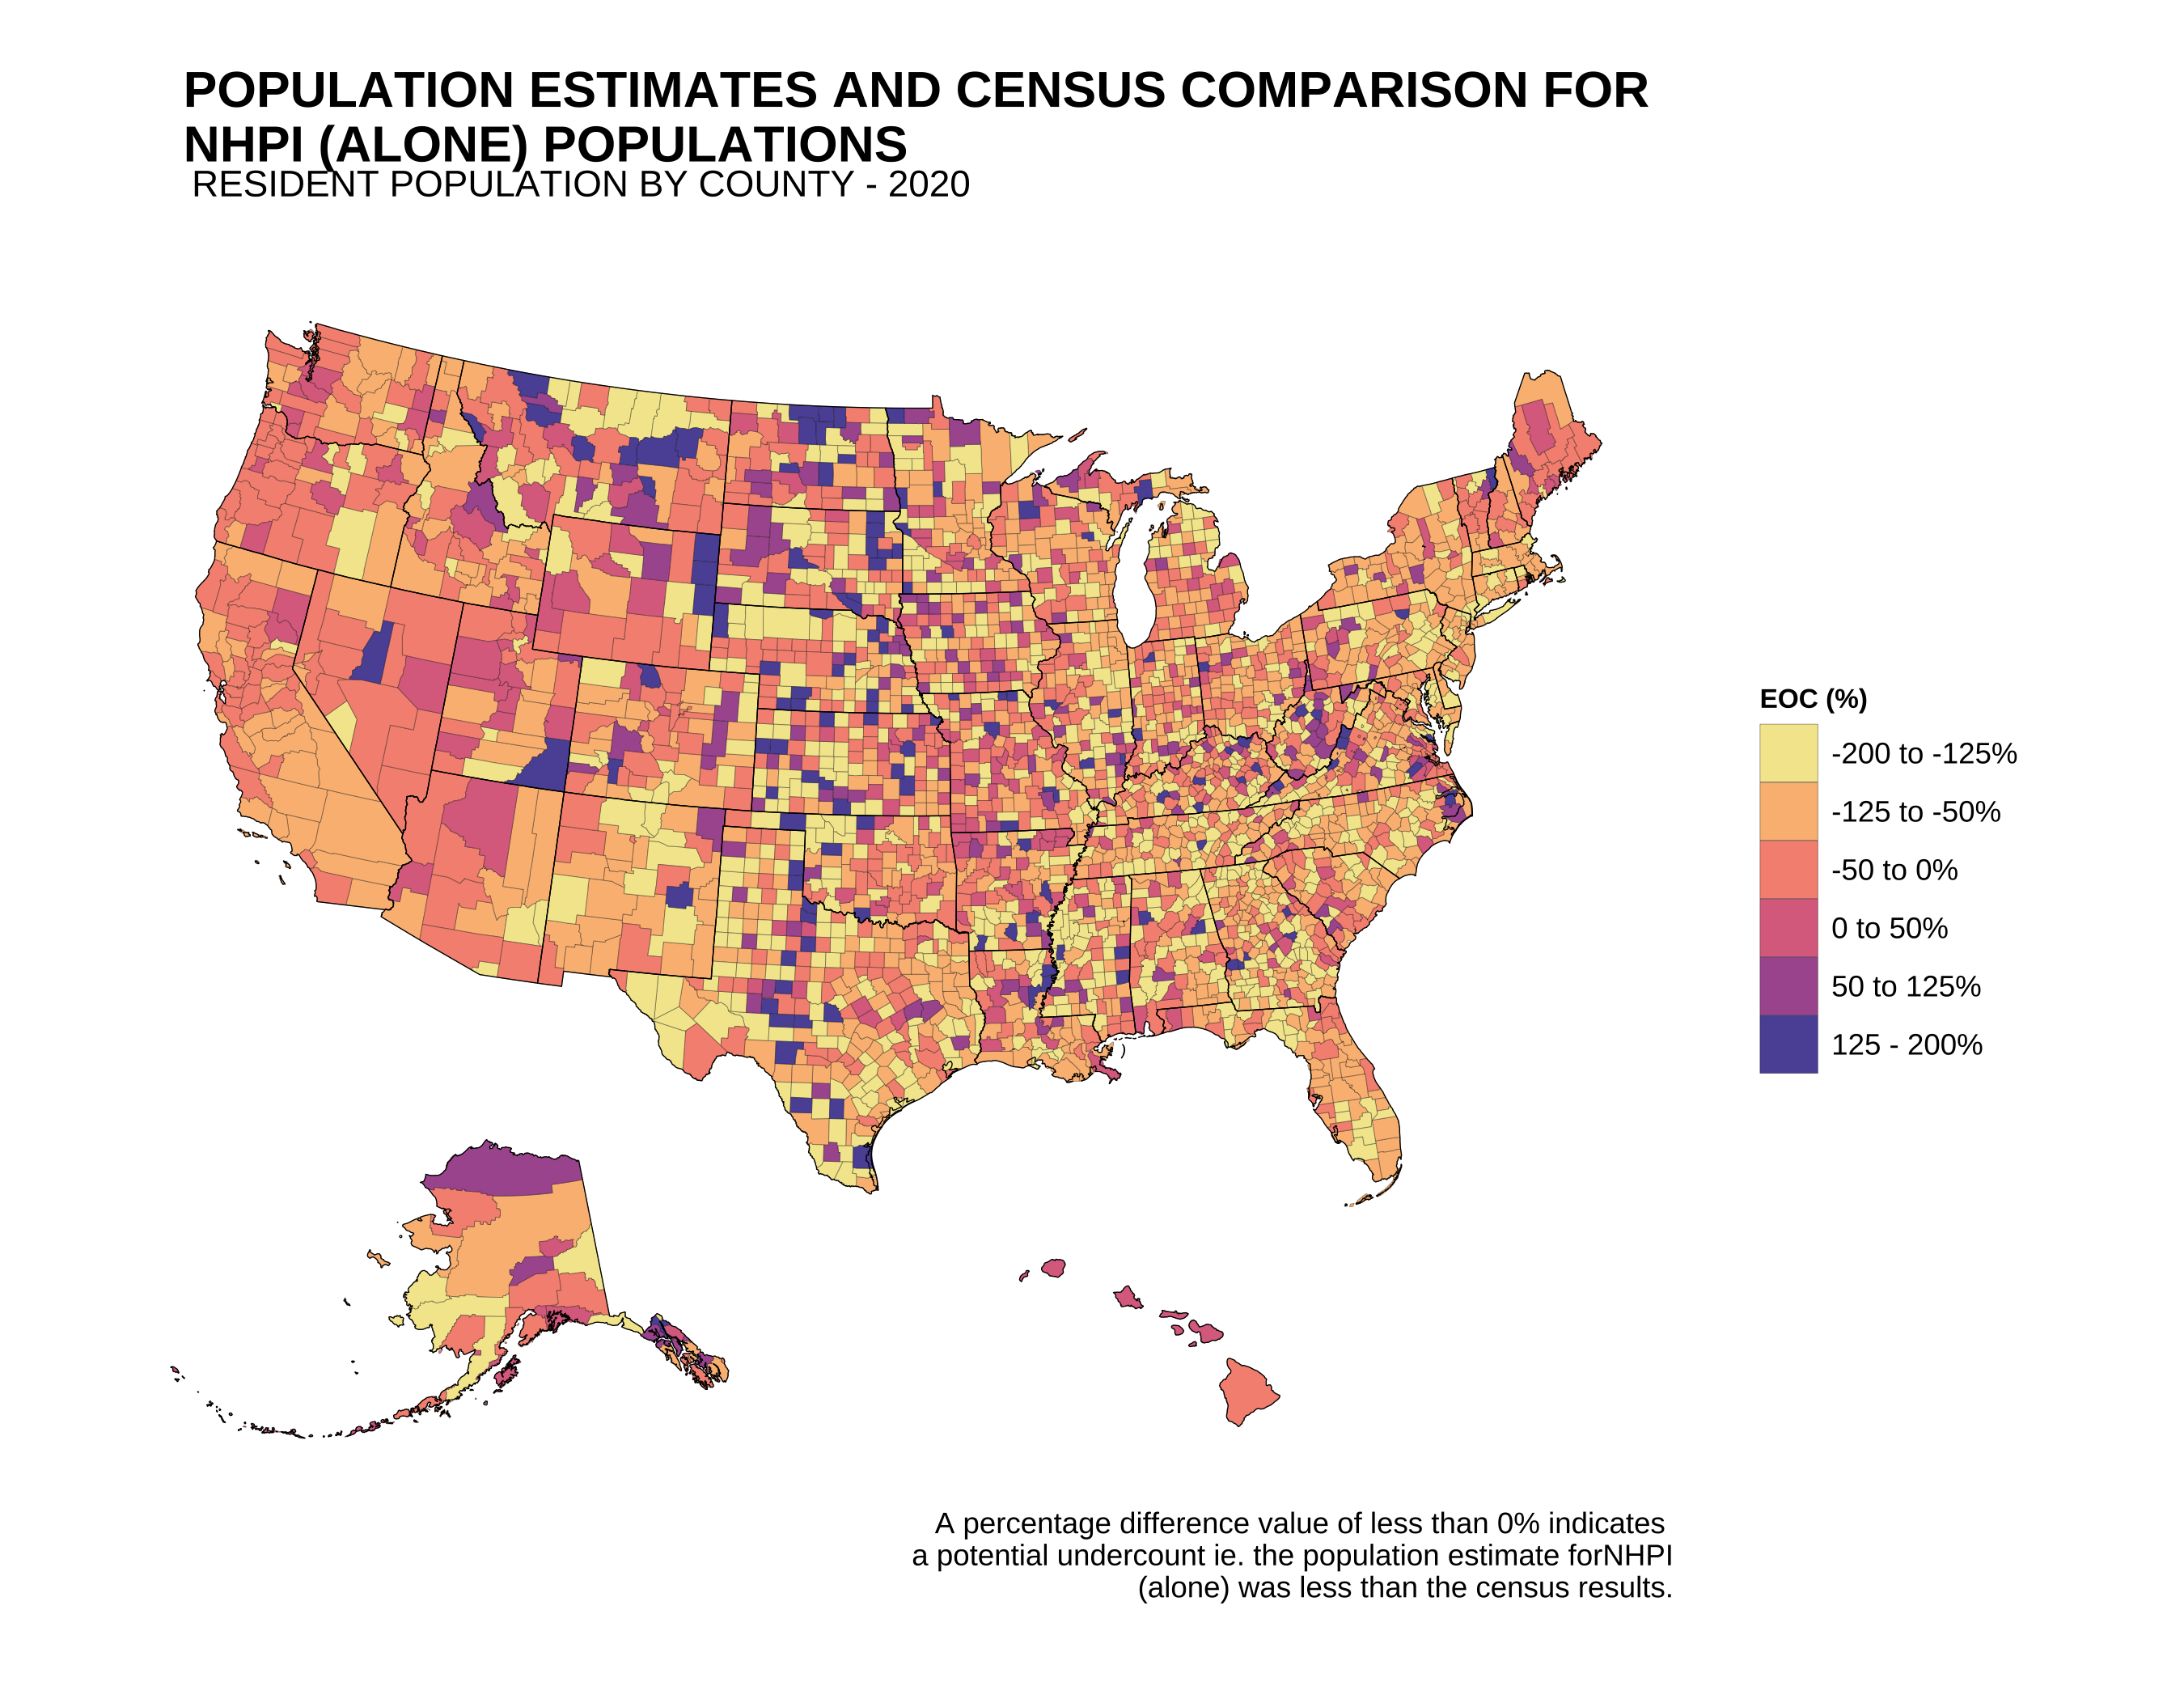 POPULATION ESTIMATES AND CENSUS COMPARISON FOR
NHPI (ALONE) POPULATIONS
RESIDENT POPULATION BY COUNTY - 2020
EOC (%)
-200 to -125%
-125 to -50%
-50 to 0%
0 to 50%
50 to 125%
125 - 200%
A percentage difference value of less than 0% indicates
a potential undercount ie. the population estimate forNHPI
(alone) was less than the census results.